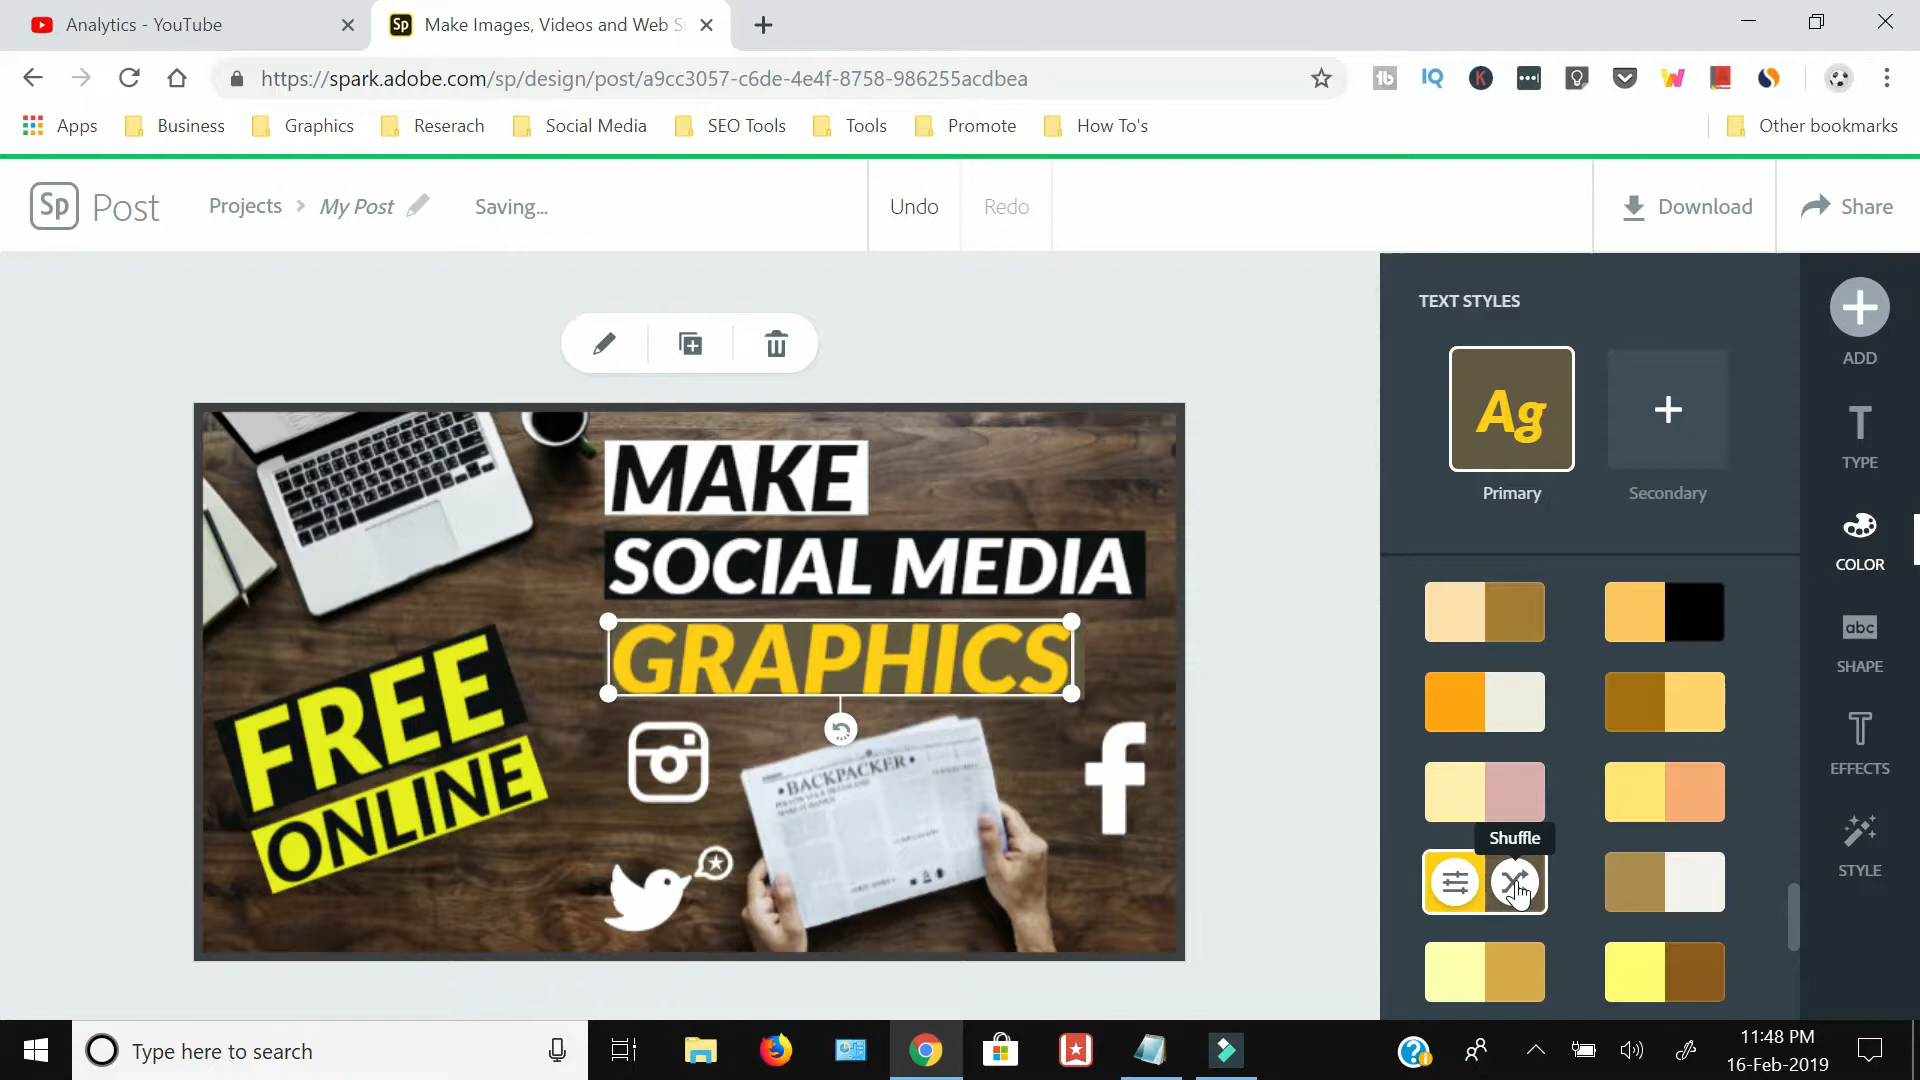 Analytics - YouTube
Sp
Make Images, Videos and Web S
https://spark.adobe.com/sp/design/post/a9cc3057-c6de-4e4f-8758-986255acdbea
Apps
Business
Graphics
Reserach
Social Media
SEO Tools
Tools
Promote
How To's
Other bookmarks
Sp
Post
Projects > My Post
Saving...
Undo
Redo
Download
Share
TEXT STYLES
Ag
+
Primary
Secondary
ADD
TYPE
COLOR
abc
SHAPE
EFFECTS
STYLE
Shuffle
MAKE
SOCIAL MEDIA
GRAPHICS
FREE
ONLINE
BACKPACKER
Type here to search
11:48 PM
16-Feb-2019